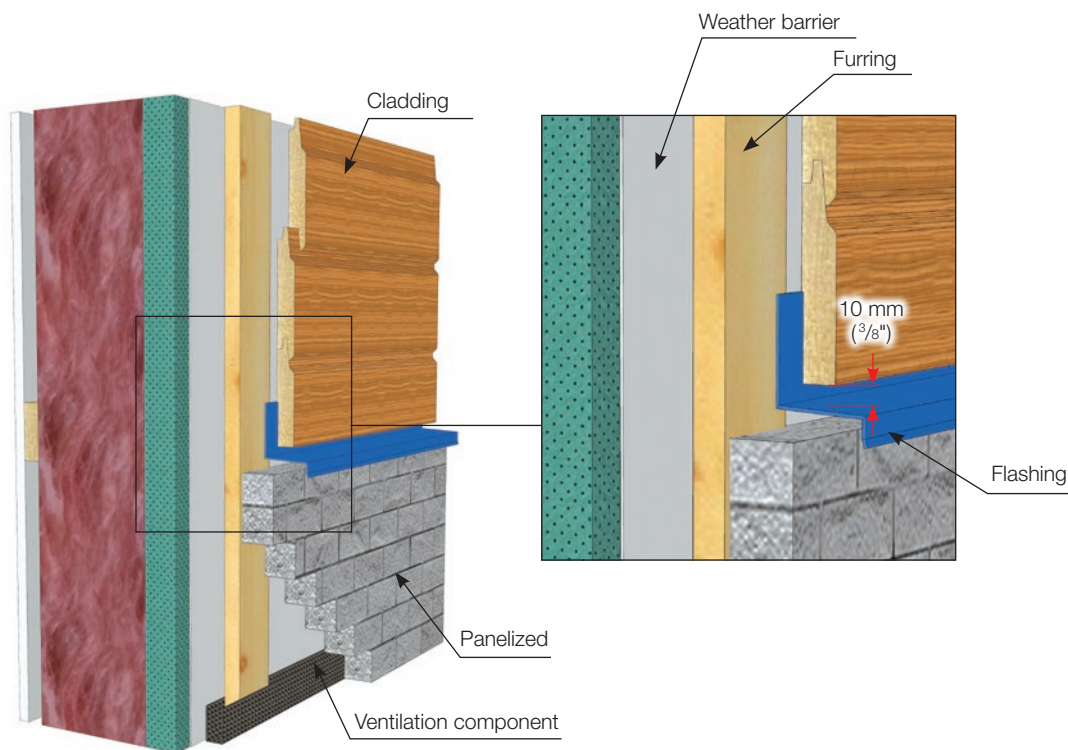 Weather barrier
Furring
Cladding
10 mm
(3/8")
Flashing
Panelized
Ventilation component